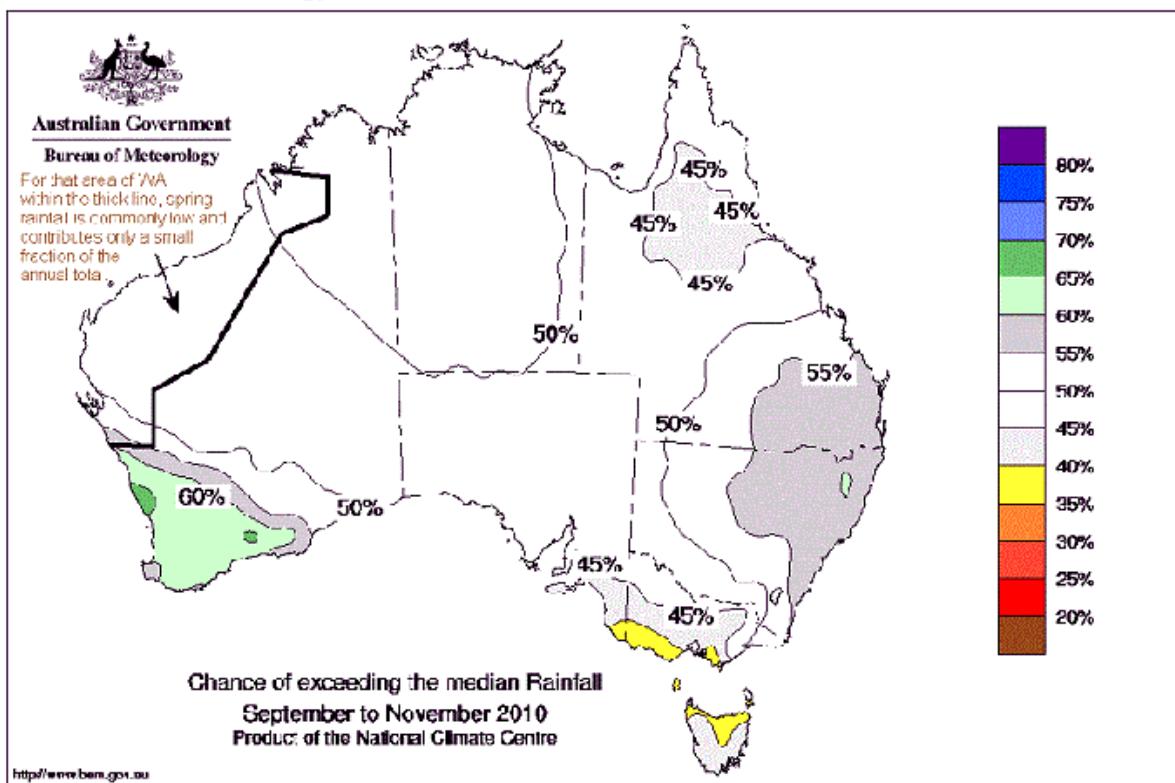 Australian Government
Bureau of Meteorology
For that area of WA
within the thick line, spring
rainfall is commonly low and
contributes only a small
fraction of the
annual total.
45%
45%
45%
45%
50%
55%
50%
60%
50%
45%
45%
80%
75%
70%
65%
60%
55%
50%
45%
40%
35%
30%
25%
20%
Chance of exceeding the median Rainfall
September to November 2010
Product of the National Climate Centre
http://www.bom.gov.au